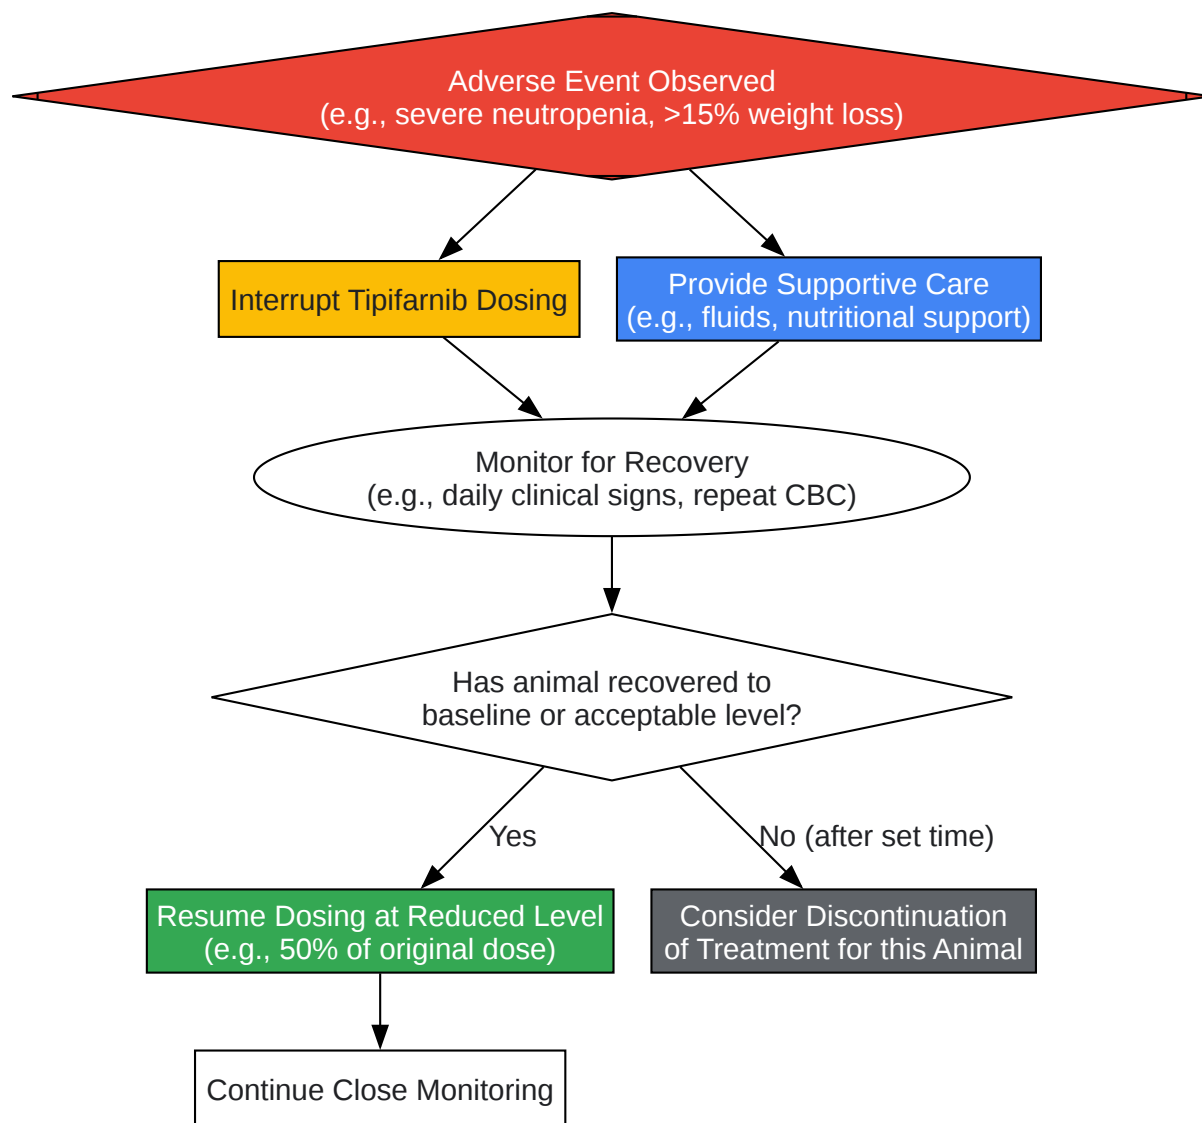 Adverse Event Observed
(e.g., severe neutropenia, >15% weight loss)
Interrupt Tipifarnib Dosing
Provide Supportive Care
(e.g., fluids, nutritional support)
Monitor for Recovery
(e.g., daily clinical signs, repeat CBC)
Has animal recovered to
baseline or acceptable level?
Yes
No (after set time)
Resume Dosing at Reduced Level
(e.g., 50% of original dose)
Consider Discontinuation
of Treatment for this Animal
Continue Close Monitoring